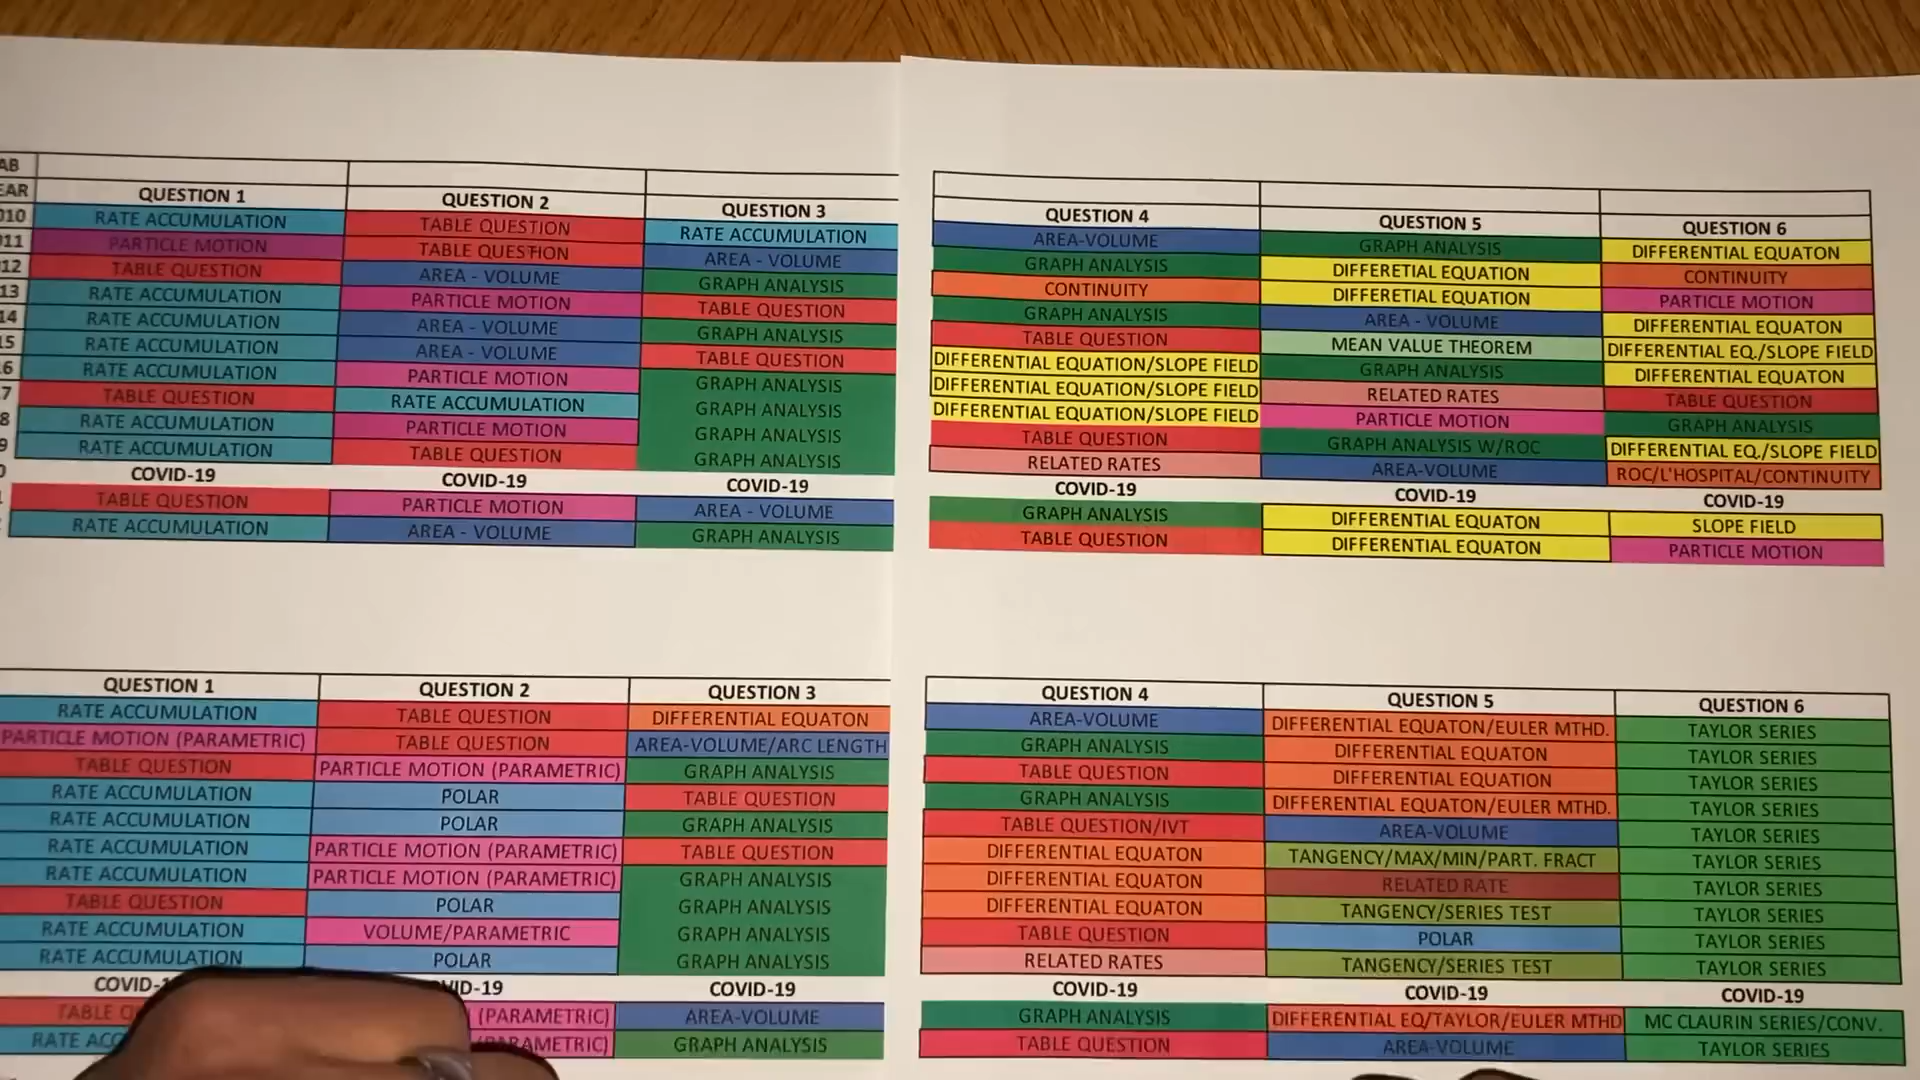 AB
EAR QUESTION 1 QUESTION 2 QUESTION 3 QUESTION 4 QUESTION 5 QUESTION 6
010 RATE ACCUMULATION TABLE QUESTION RATE ACCUMULATION AREA-VOLUME GRAPH ANALYSIS DIFFERENTIAL EQUATON
11 PARTICLE MOTION TABLE QUESTION AREA - VOLUME GRAPH ANALYSIS DIFFERETIAL EQUATION CONTINUITY
12 TABLE QUESTION AREA - VOLUME GRAPH ANALYSIS CONTINUITY DIFFERETIAL EQUATION PARTICLE MOTION
13 RATE ACCUMULATION PARTICLE MOTION TABLE QUESTION GRAPH ANALYSIS AREA - VOLUME DIFFERENTIAL EQUATON
14 RATE ACCUMULATION AREA - VOLUME GRAPH ANALYSIS TABLE QUESTION MEAN VALUE THEOREM DIFFERENTIAL EQ./SLOPE FIELD
15 RATE ACCUMULATION AREA - VOLUME TABLE QUESTION DIFFERENTIAL EQUATION/SLOPE FIELD GRAPH ANALYSIS DIFFERENTIAL EQUATON
6 RATE ACCUMULATION PARTICLE MOTION GRAPH ANALYSIS DIFFERENTIAL EQUATION/SLOPE FIELD RELATED RATES TABLE QUESTION
7 TABLE QUESTION RATE ACCUMULATION GRAPH ANALYSIS DIFFERENTIAL EQUATION/SLOPE FIELD PARTICLE MOTION GRAPH ANALYSIS
8 RATE ACCUMULATION PARTICLE MOTION GRAPH ANALYSIS TABLE QUESTION GRAPH ANALYSIS W/ROC DIFFERENTIAL EQ./SLOPE FIELD
9 RATE ACCUMULATION TABLE QUESTION GRAPH ANALYSIS RELATED RATES AREA-VOLUME ROC/L'HOSPITAL/CONTINUITY
0 COVID-19 COVID-19 COVID-19 COVID-19 COVID-19 COVID-19
TABLE QUESTION PARTICLE MOTION AREA - VOLUME GRAPH ANALYSIS DIFFERENTIAL EQUATON SLOPE FIELD
RATE ACCUMULATION AREA - VOLUME GRAPH ANALYSIS TABLE QUESTION DIFFERENTIAL EQUATON PARTICLE MOTION
QUESTION 1 QUESTION 2 QUESTION 3 QUESTION 4 QUESTION 5 QUESTION 6
RATE ACCUMULATION TABLE QUESTION DIFFERENTIAL EQUATON AREA-VOLUME DIFFERENTIAL EQUATON/EULER MTHD. TAYLOR SERIES
PARTICLE MOTION (PARAMETRIC) TABLE QUESTION AREA-VOLUME/ARC LENGTH GRAPH ANALYSIS DIFFERENTIAL EQUATON TAYLOR SERIES
TABLE QUESTION PARTICLE MOTION (PARAMETRIC) GRAPH ANALYSIS TABLE QUESTION DIFFERENTIAL EQUATION TAYLOR SERIES
RATE ACCUMULATION POLAR TABLE QUESTION GRAPH ANALYSIS DIFFERENTIAL EQUATON/EULER MTHD. TAYLOR SERIES
RATE ACCUMULATION POLAR GRAPH ANALYSIS TABLE QUESTION/IVT AREA-VOLUME TAYLOR SERIES
RATE ACCUMULATION PARTICLE MOTION (PARAMETRIC) TABLE QUESTION DIFFERENTIAL EQUATON TANGENCY/MAX/MIN/PART. FRACT TAYLOR SERIES
RATE ACCUMULATION PARTICLE MOTION (PARAMETRIC) GRAPH ANALYSIS DIFFERENTIAL EQUATON RELATED RATE TAYLOR SERIES
TABLE QUESTION POLAR GRAPH ANALYSIS DIFFERENTIAL EQUATON TANGENCY/SERIES TEST TAYLOR SERIES
RATE ACCUMULATION VOLUME/PARAMETRIC GRAPH ANALYSIS TABLE QUESTION POLAR TAYLOR SERIES
RATE ACCUMULATION POLAR GRAPH ANALYSIS RELATED RATES TANGENCY/SERIES TEST TAYLOR SERIES
COVID-1 VID-19 COVID-19 COVID-19 COVID-19 COVID-19
TABLE (PARAMETRIC) AREA-VOLUME GRAPH ANALYSIS DIFFERENTIAL EQ/TAYLOR/EULER MTHD MC CLAURIN SERIES/CONV.
RATE ACC (PARAMETRIC) GRAPH ANALYSIS TABLE QUESTION AREA-VOLUME TAYLOR SERIES